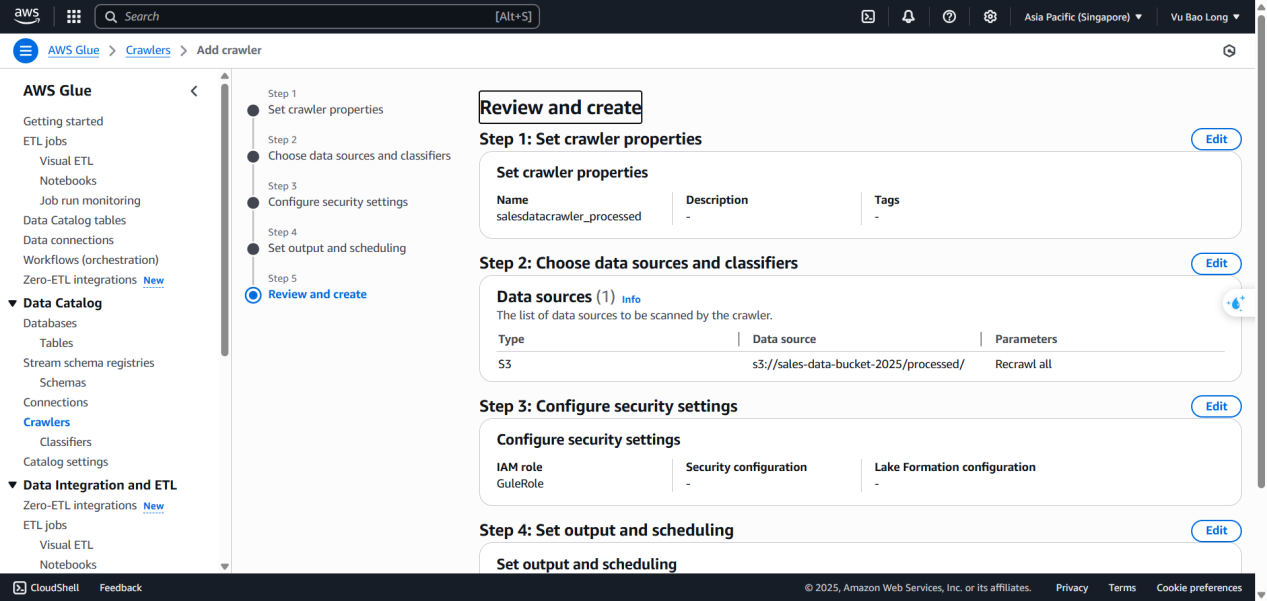 aws
Search [Alt+S]
Asia Pacific (Singapore) ▼ Vu Bao Long ▼
AWS Glue > Crawlers > Add crawler
AWS Glue
Getting started
ETL jobs
Visual ETL
Notebooks
Job run monitoring
Data Catalog tables
Data connections
Workflows (orchestration)
Zero-ETL integrations New
Data Catalog
Databases
Tables
Stream schema registries
Schemas
Connections
Crawlers
Classifiers
Catalog settings
Data Integration and ETL
Zero-ETL integrations New
ETL jobs
Visual ETL
Notebooks
Step 1
Set crawler properties
Step 2
Choose data sources and classifiers
Step 3
Configure security settings
Step 4
Set output and scheduling
Step 5
Review and create
Review and create
Step 1: Set crawler properties Edit
Set crawler properties
Name Description Tags
salesdatacrawler_processed - -
Step 2: Choose data sources and classifiers Edit
Data sources (1) Info
The list of data sources to be scanned by the crawler.
Type Data source Parameters
S3 s3://sales-data-bucket-2025/processed/ Recrawl all
Step 3: Configure security settings Edit
Configure security settings
IAM role Security configuration Lake Formation configuration
GuleRole - -
Step 4: Set output and scheduling Edit
Set output and scheduling
CloudShell Feedback © 2025, Amazon Web Services, Inc. or its affiliates. Privacy Terms Cookie preferences